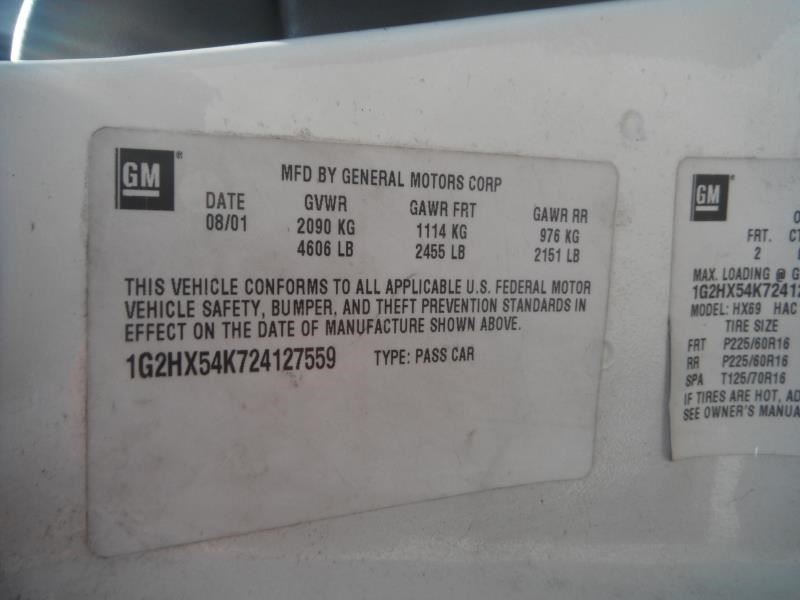 GM®
MFD BY GENERAL MOTORS CORP
DATE GVWR GAWR FRT GAWR RR
08/01 2090 KG 1114 KG 976 KG
4606 LB 2455 LB 2151 LB
THIS VEHICLE CONFORMS TO ALL APPLICABLE U.S. FEDERAL MOTOR
VEHICLE SAFETY, BUMPER, AND THEFT PREVENTION STANDARDS IN
EFFECT ON THE DATE OF MANUFACTURE SHOWN ABOVE.
1G2HX54K724127559 TYPE: PASS CAR
GM
FRT.
2
MAX. LOADING @
1G2HX54K72412
MODEL: HX69 HAC
TIRE SIZE
FRT P225/60R16
RR P225/60R16
SPA T125/70R16
IF TIRES ARE HOT,
SEE OWNER'S